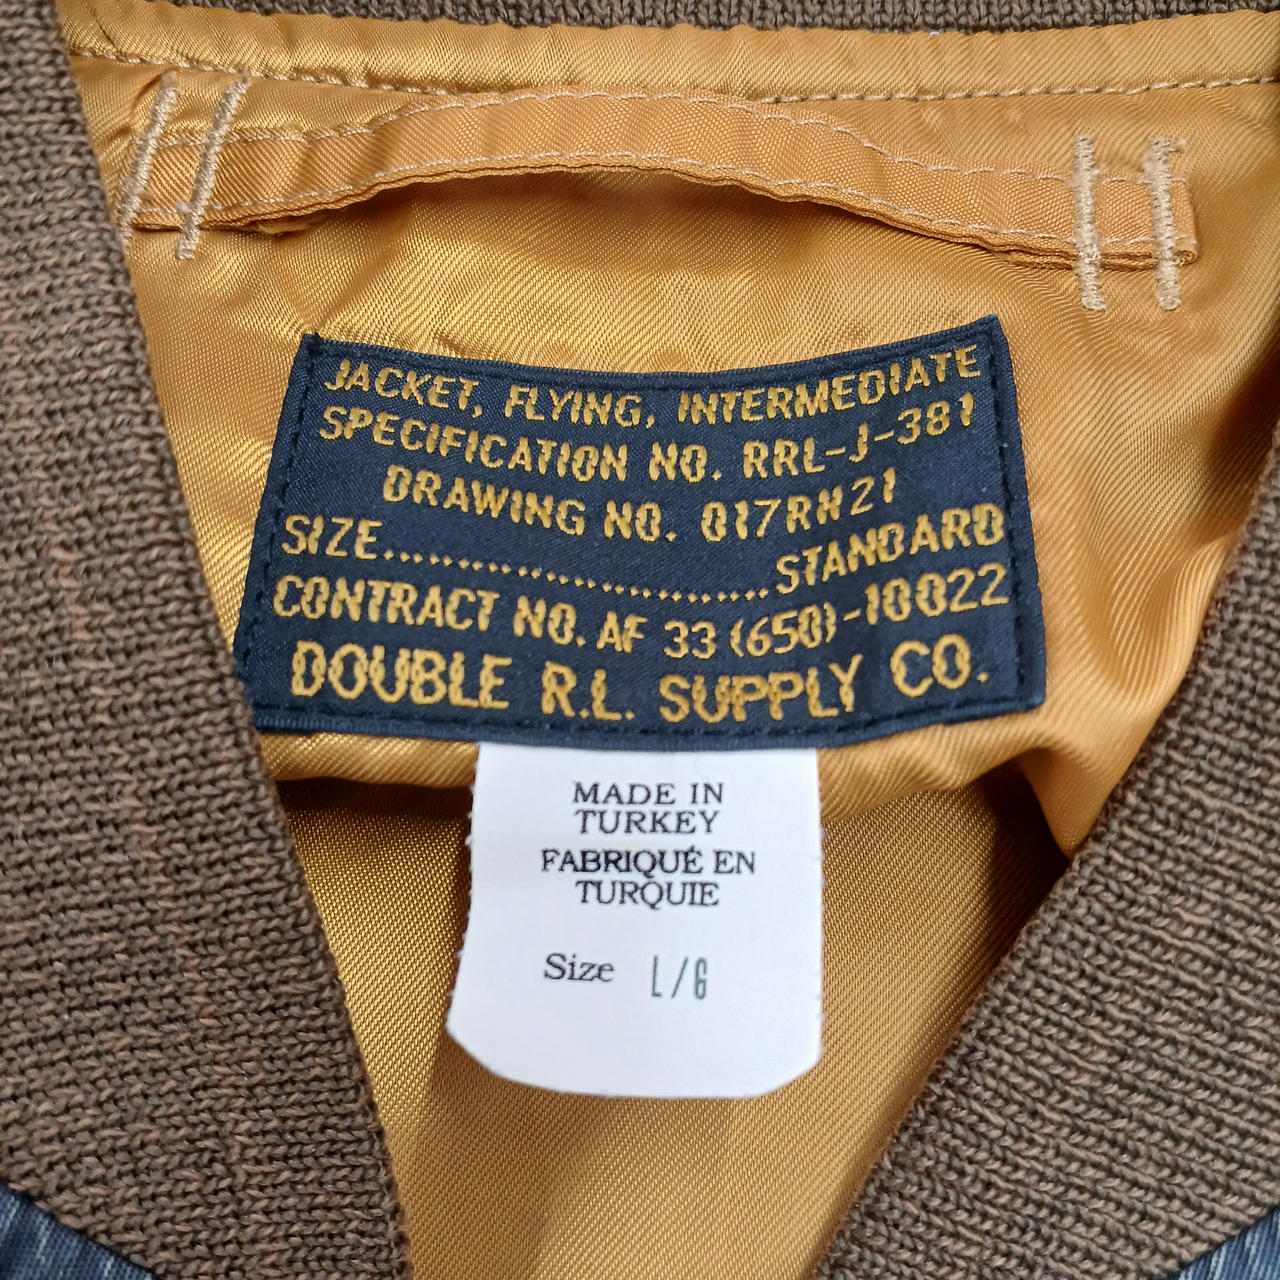 JACKET, FLYING, INTERMEDIATE
SPECIFICATION NO. RRL-J-381
DRAWING NO. 017RH21
SIZE.........................STANDARD
CONTRACT NO. AF 33 (650)-10022
DOUBLE R.L. SUPPLY CO.
MADE IN
TURKEY
FABRIQUÉ EN
TURQUIE
Size L/G